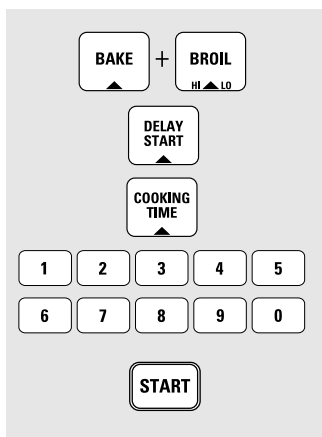 BAKE + BROIL
HI LO
DELAY
START
COOKING
TIME
1 2 3 4 5
6 7 8 9 0
START